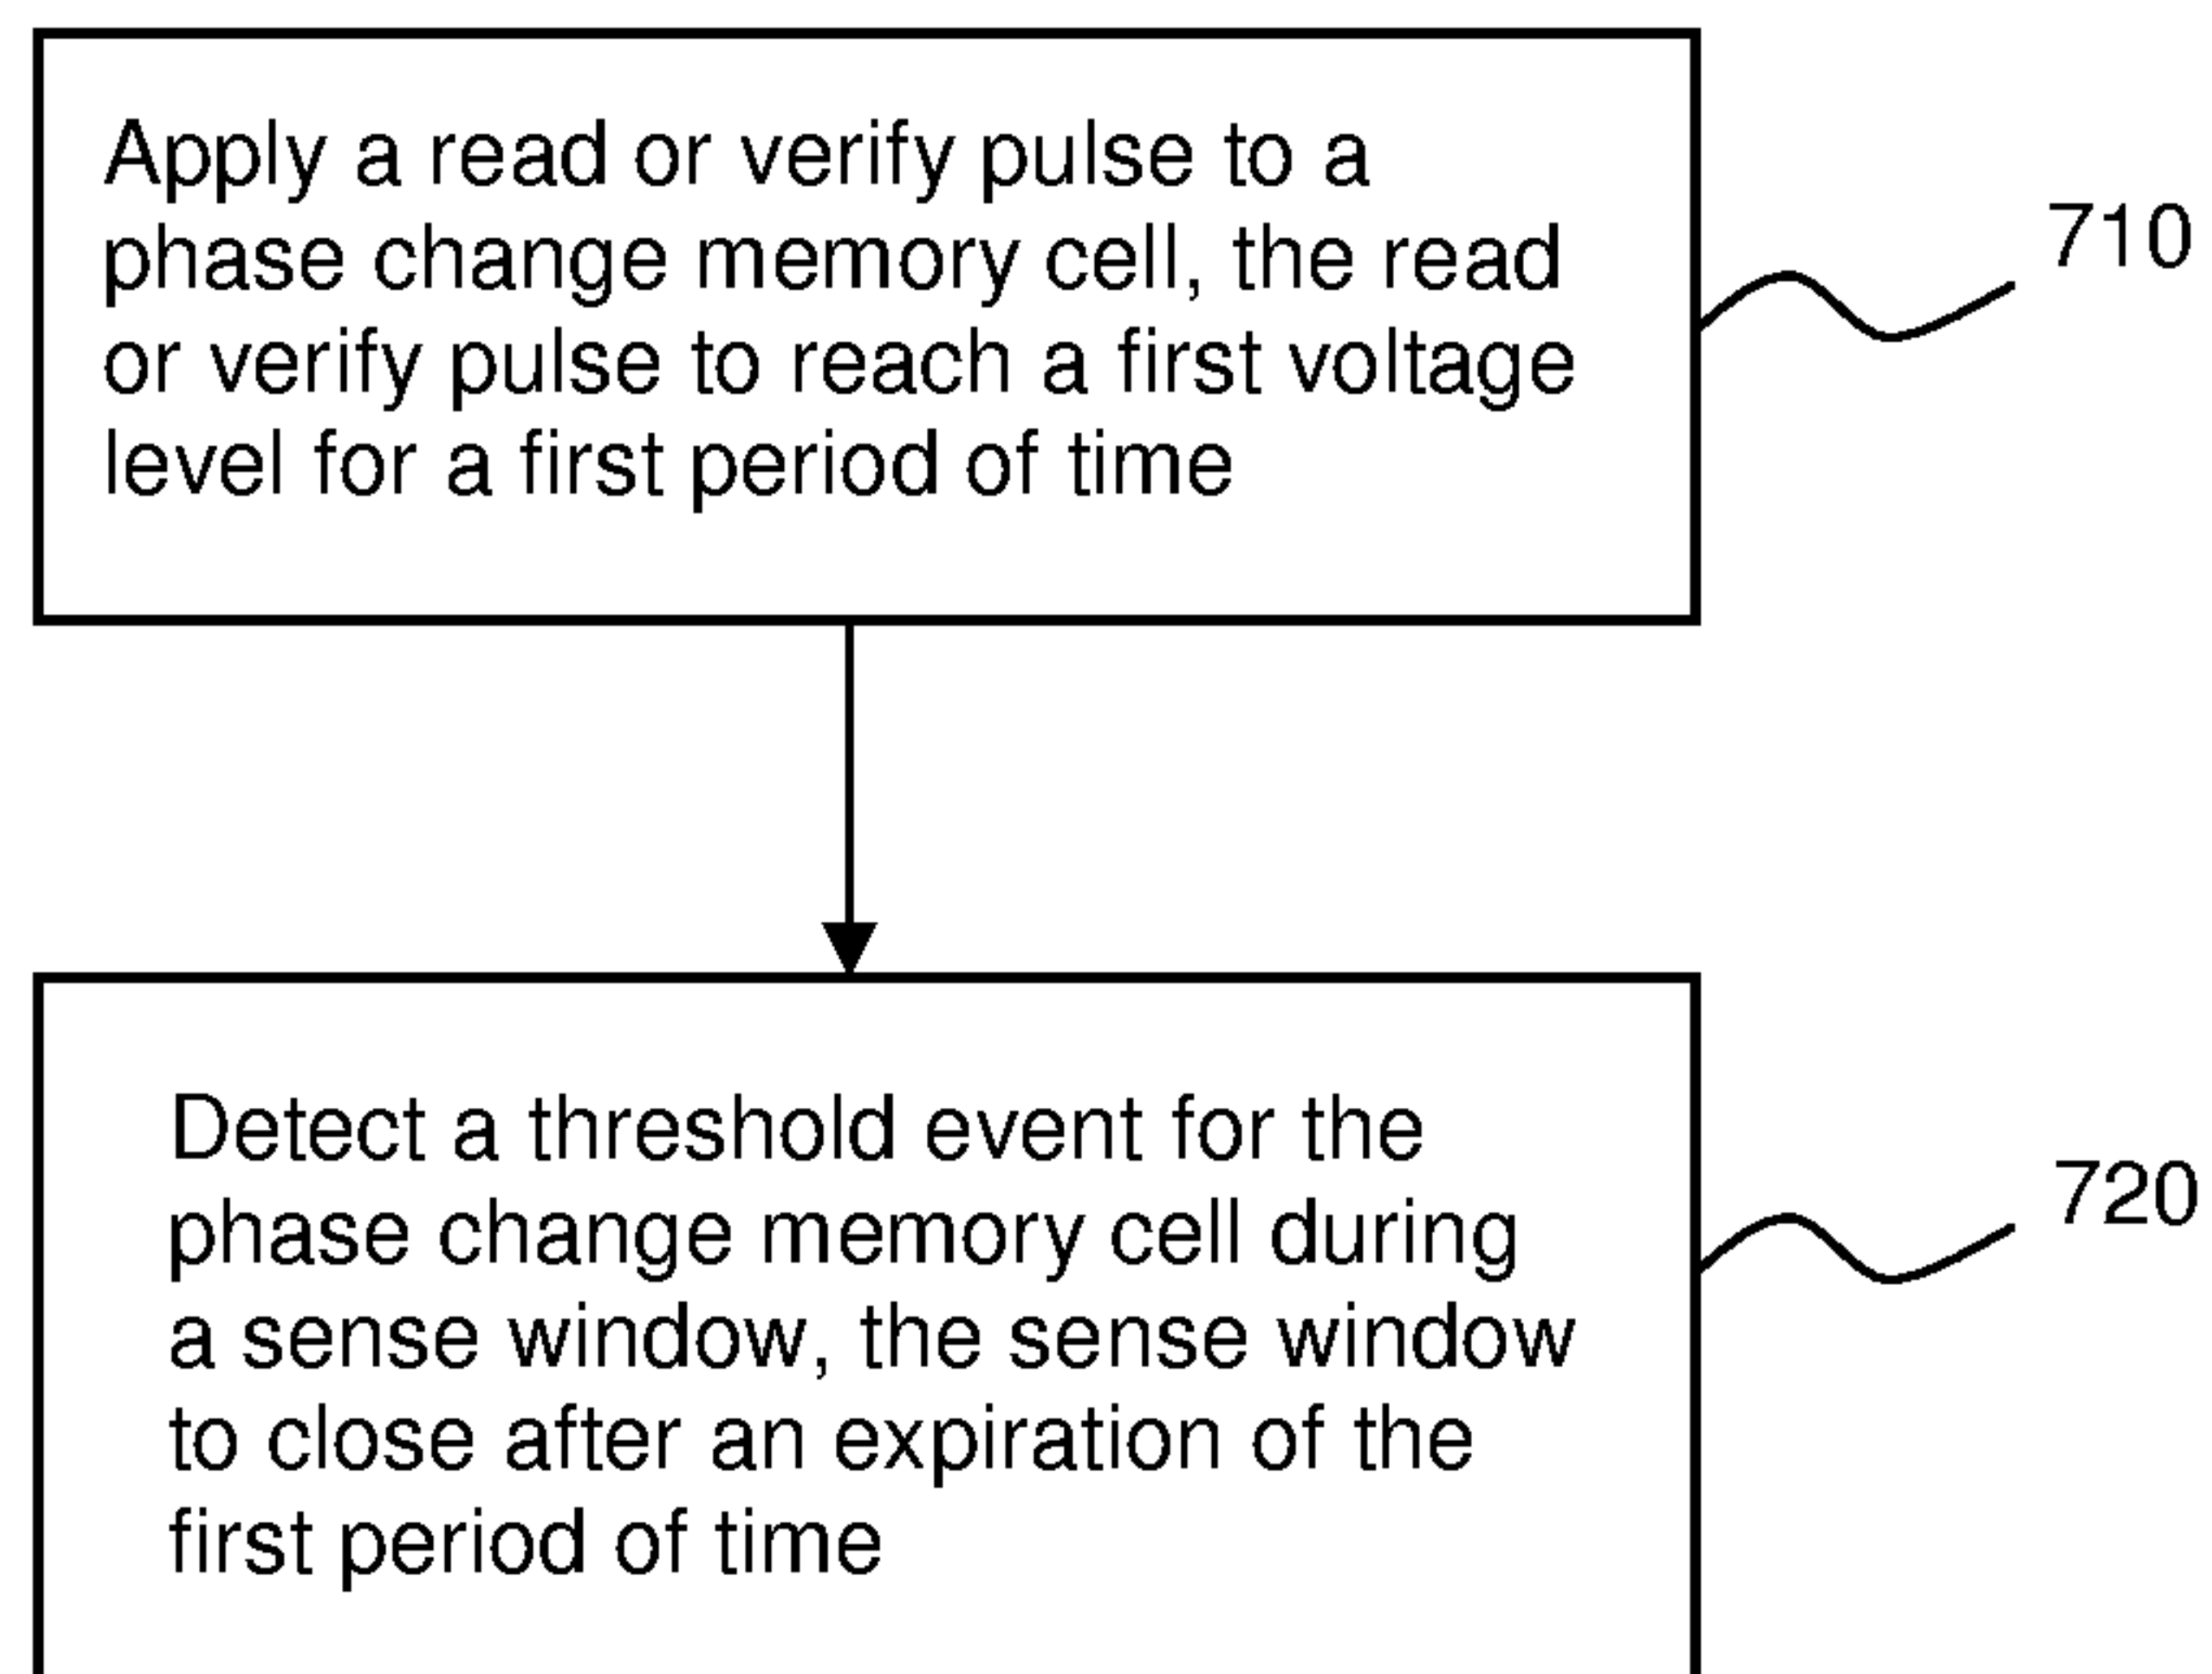 Apply a read or verify pulse to a
phase change memory cell, the read
or verify pulse to reach a first voltage
level for a first period of time
710
Detect a threshold event for the
phase change memory cell during
a sense window, the sense window
to close after an expiration of the
first period of time
720